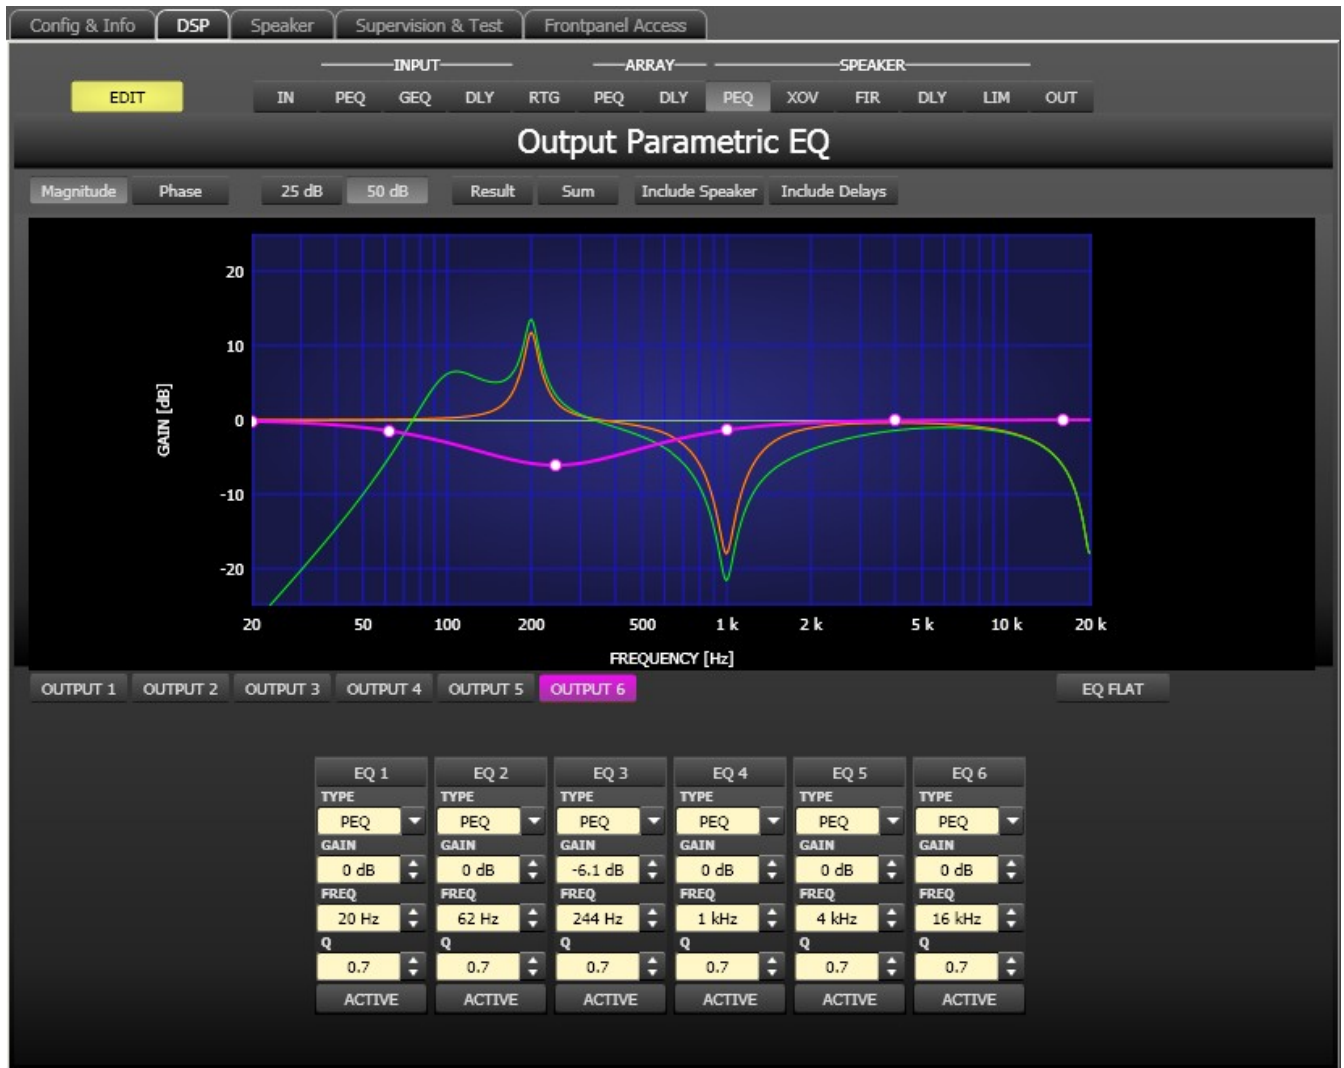 Config & Info DSP Speaker Supervision & Test Frontpanel Access
INPUT ARRAY SPEAKER
EDIT IN PEQ GEQ DLY RTG PEQ DLY PEQ XOV FIR DLY LIM OUT
Output Parametric EQ
Magnitude Phase 25 dB 50 dB Result Sum Include Speaker Include Delays
20
10
0
-10
-20
GAIN [dB]
20 50 100 200 500 1 k 2 k 5 k 10 k 20 k
FREQUENCY [Hz]
OUTPUT 1 OUTPUT 2 OUTPUT 3 OUTPUT 4 OUTPUT 5 OUTPUT 6 EQ FLAT
EQ 1 EQ 2 EQ 3 EQ 4 EQ 5 EQ 6
TYPE TYPE TYPE TYPE TYPE TYPE
PEQ PEQ PEQ PEQ PEQ PEQ
GAIN GAIN GAIN GAIN GAIN GAIN
0 dB 0 dB -6.1 dB 0 dB 0 dB 0 dB
FREQ FREQ FREQ FREQ FREQ FREQ
20 Hz 62 Hz 244 Hz 1 kHz 4 kHz 16 kHz
Q Q Q Q Q Q
0.7 0.7 0.7 0.7 0.7 0.7
ACTIVE ACTIVE ACTIVE ACTIVE ACTIVE ACTIVE